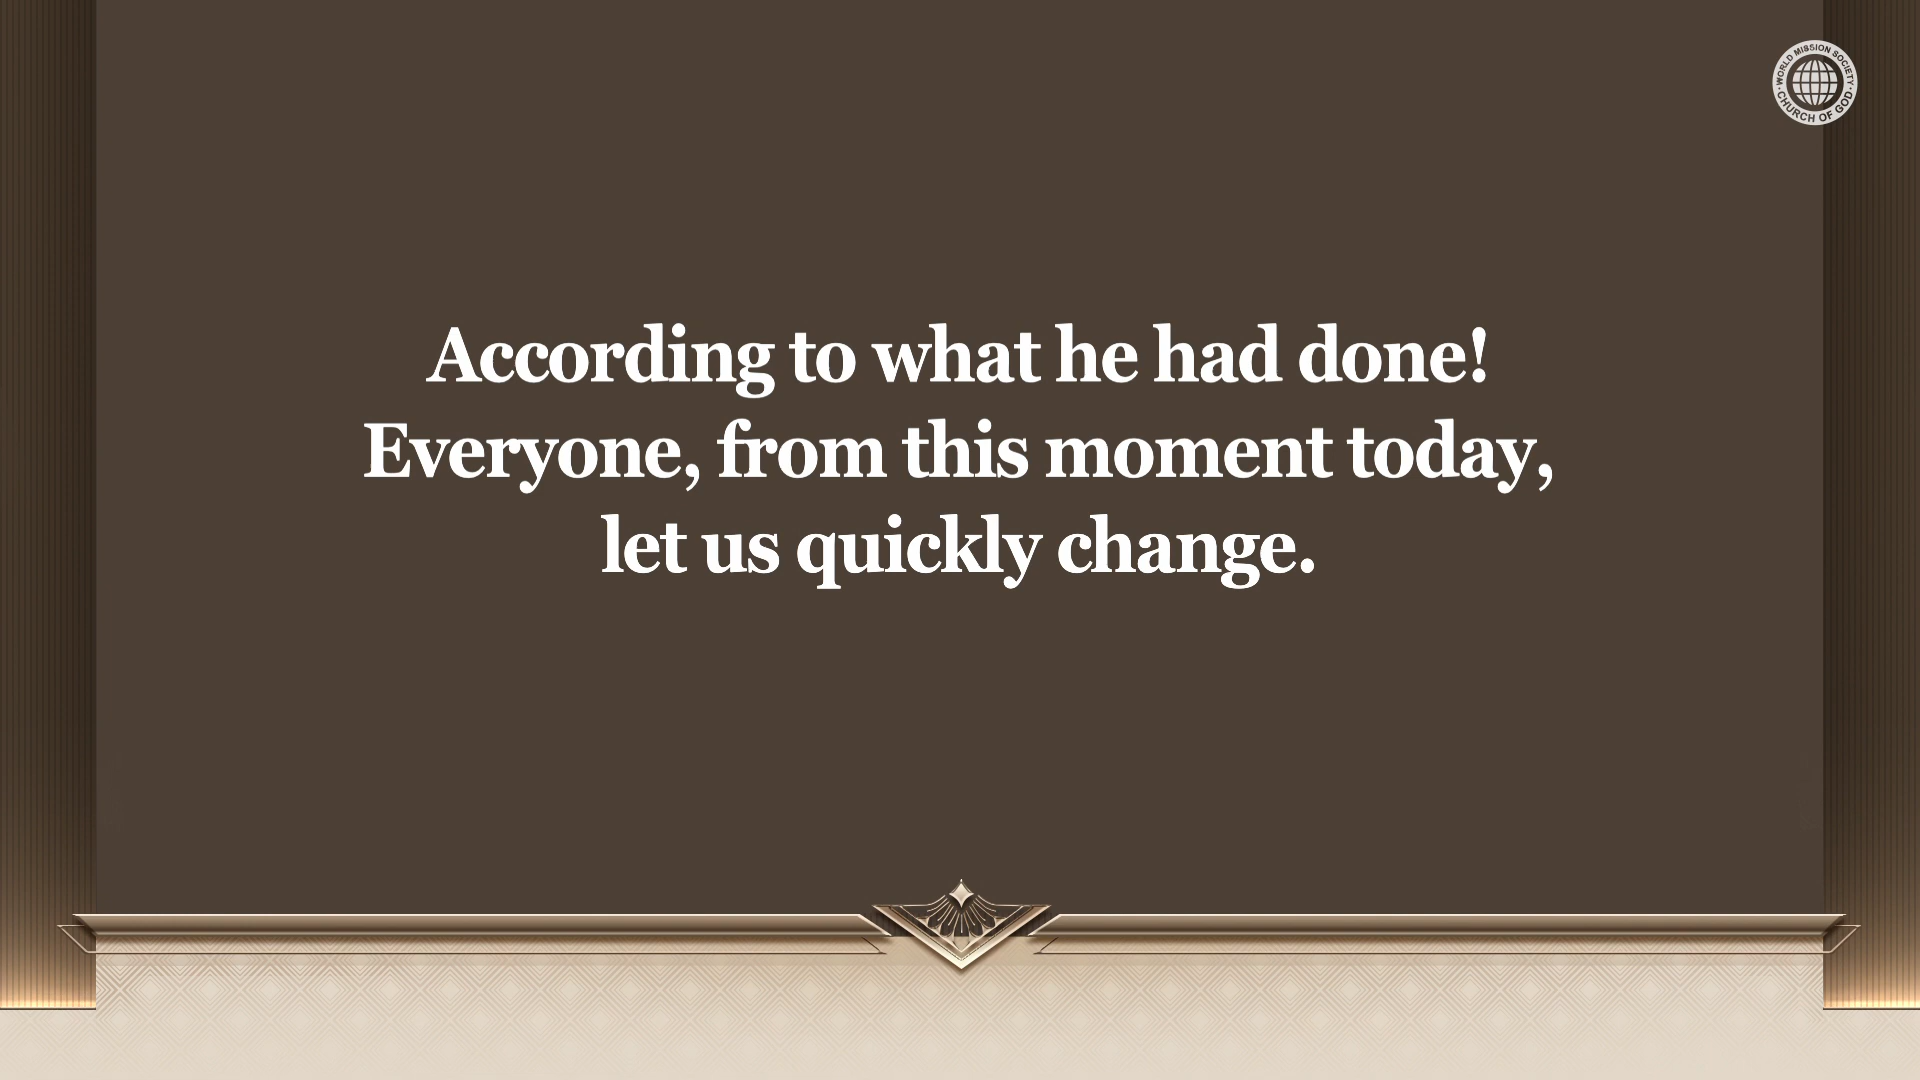 WORLD MISSION SOCIETY
CHURCH OF GOD
According to what he had done!
Everyone, from this moment today,
let us quickly change.